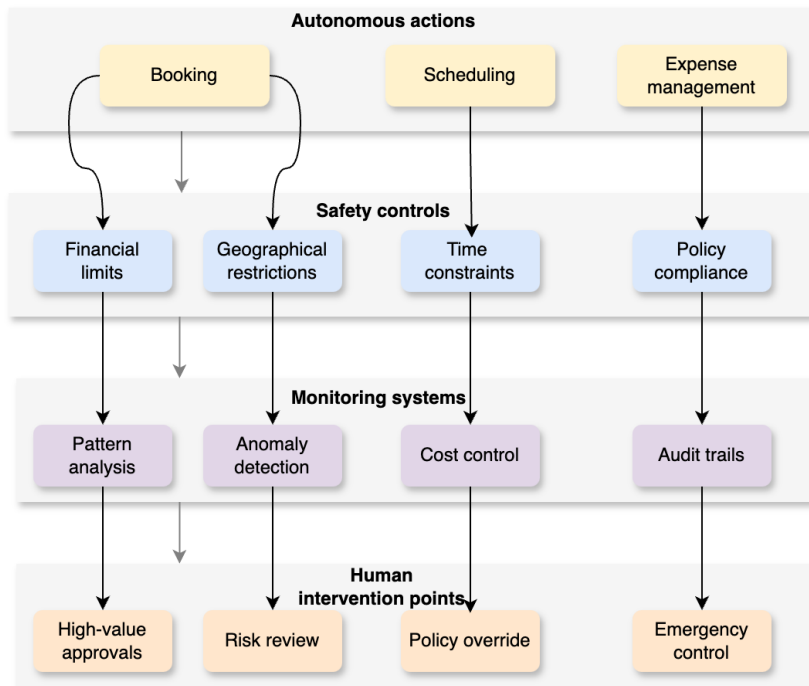 Autonomous actions
Booking
Scheduling
Expense
management
Safety controls
Financial
limits
Geographical
restrictions
Time
constraints
Policy
compliance
Monitoring systems
Pattern
analysis
Anomaly
detection
Cost control
Audit trails
Human
intervention points
High-value
approvals
Risk review
Policy override
Emergency
control